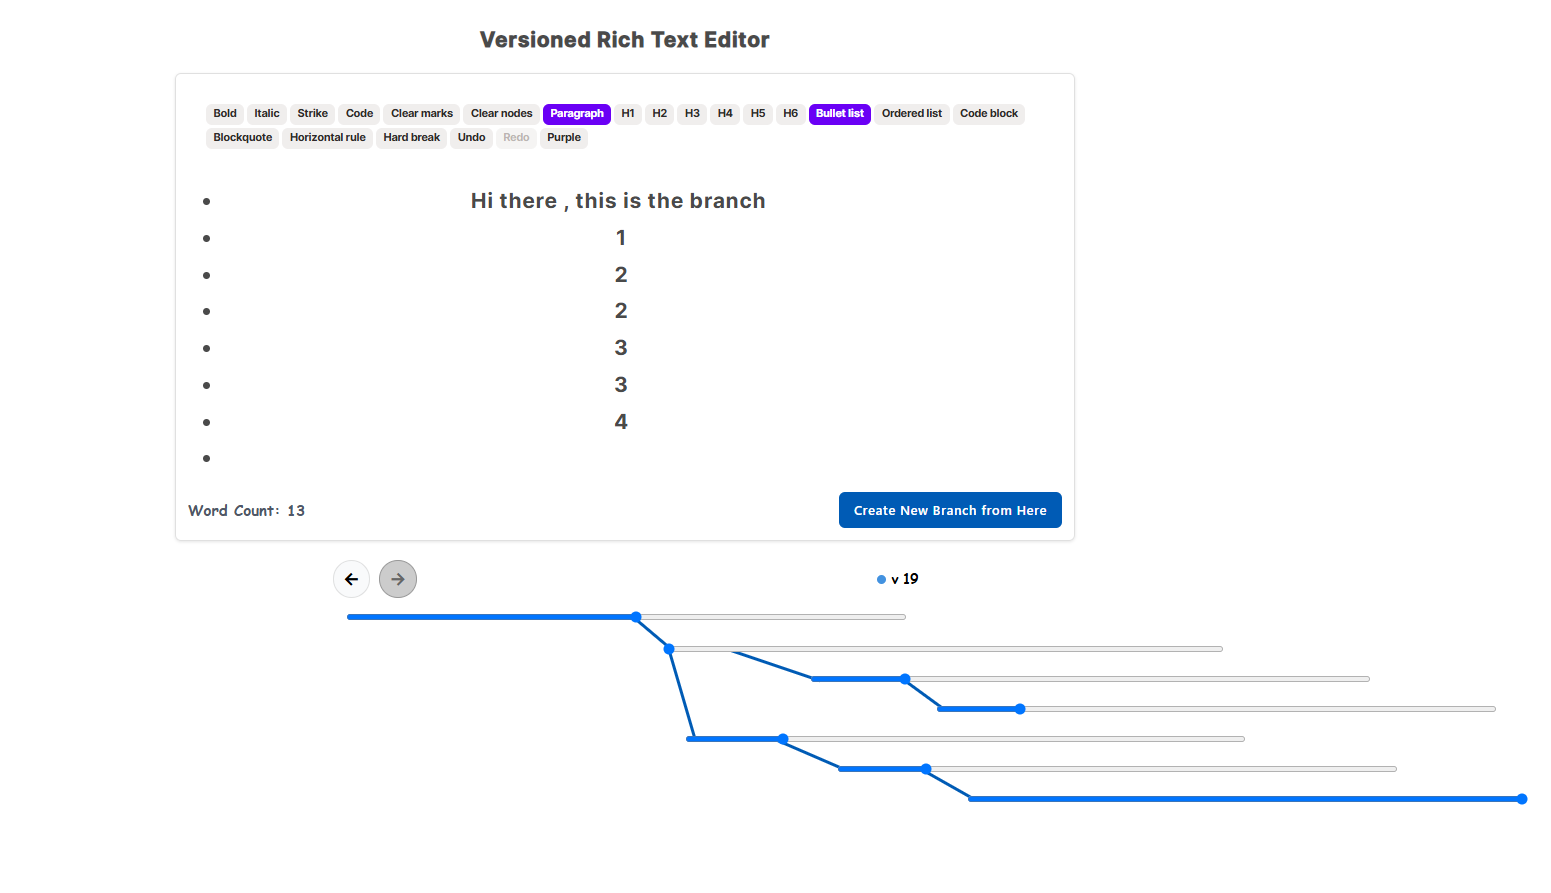 Versioned Rich Text Editor
Bold Italic Strike Code Clear marks Clear nodes Paragraph H1 H2 H3 H4 H5 H6 Bullet list Ordered list Code block
Blockquote Horizontal rule Hard break Undo Redo Purple
Hi there , this is the branch
1
2
2
3
3
4
Word Count: 13 Create New Branch from Here
v 19